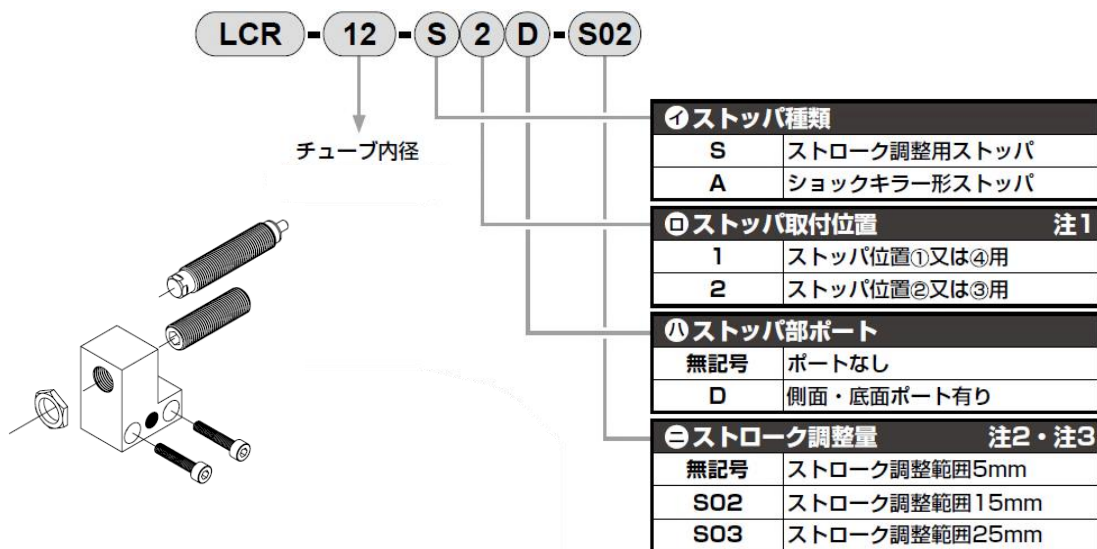 LCR - 12 - S 2 D - S02
チューブ内径
㋑ストッパ種類
S ストローク調整用ストッパ
A ショックキラー形ストッパ
㋺ストッパ取付位置 注1
1 ストッパ位置①又は④用
2 ストッパ位置②又は③用
㋩ストッパ部ポート
無記号 ポートなし
D 側面・底面ポート有り
㋥ストローク調整量 注2・注3
無記号 ストローク調整範囲5mm
S02 ストローク調整範囲15mm
S03 ストローク調整範囲25mm